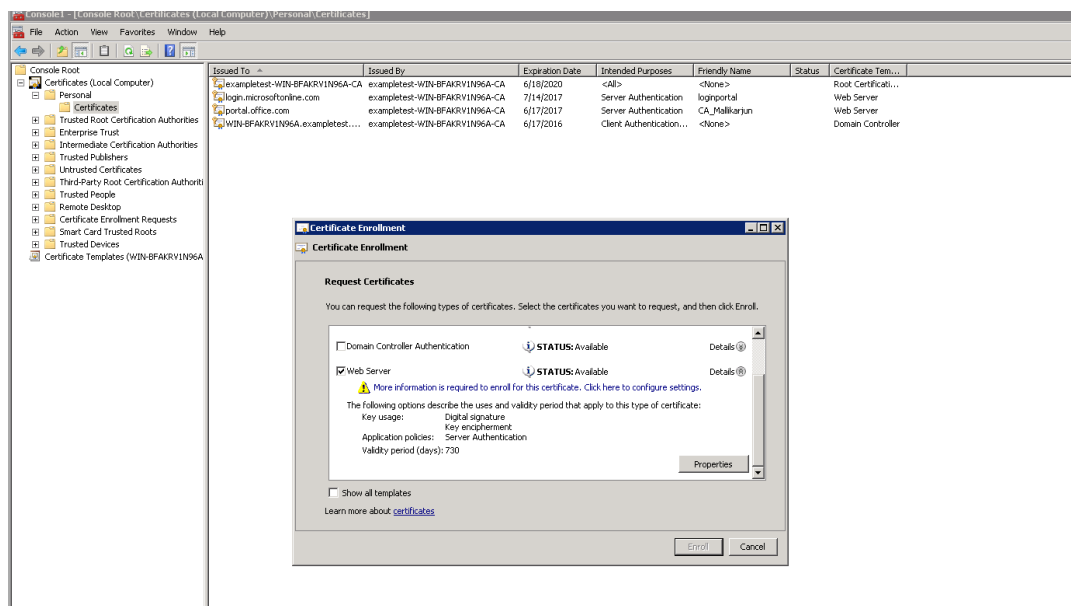 Console1 - [Console Root\Certificates (Local Computer)\Personal\Certificates]
File Action View Favorites Window Help
Console Root
Certificates (Local Computer)
Personal
Certificates
Trusted Root Certification Authorities
Enterprise Trust
Intermediate Certification Authorities
Trusted Publishers
Untrusted Certificates
Third-Party Root Certification Authoriti
Trusted People
Remote Desktop
Certificate Enrollment Requests
Smart Card Trusted Roots
Trusted Devices
Certificate Templates (WIN-BFAKRV1N96A
Issued To Issued By Expiration Date Intended Purposes Friendly Name Status Certificate Tem...
exampletest-WIN-BFAKRV1N96A-CA exampletest-WIN-BFAKRV1N96A-CA 6/18/2020 <All> <None> Root Certificati...
login.microsoftonline.com exampletest-WIN-BFAKRV1N96A-CA 7/14/2017 Server Authentication loginportal Web Server
portal.office.com exampletest-WIN-BFAKRV1N96A-CA 6/17/2017 Server Authentication CA_Mallikarjun Web Server
WIN-BFAKRV1N96A.exampletest.... exampletest-WIN-BFAKRV1N96A-CA 6/17/2016 Client Authentication... <None> Domain Controller
Certificate Enrollment
Certificate Enrollment
Request Certificates
You can request the following types of certificates. Select the certificates you want to request, and then click Enroll.
Domain Controller Authentication STATUS: Available Details
Web Server STATUS: Available Details
More information is required to enroll for this certificate. Click here to configure settings.
The following options describe the uses and validity period that apply to this type of certificate:
Key usage: Digital signature
Key encipherment
Application policies: Server Authentication
Validity period (days): 730
Properties
Show all templates
Learn more about certificates
Enroll Cancel